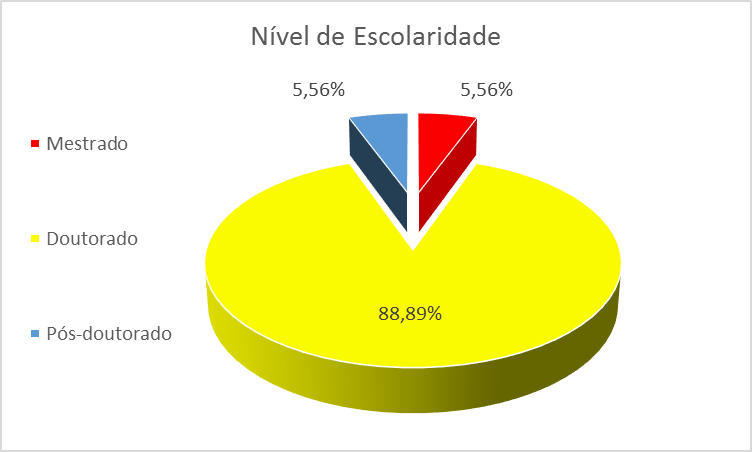 Nível de Escolaridade
5,56%
5,56%
Mestrado
Doutorado
88,89%
Pós-doutorado